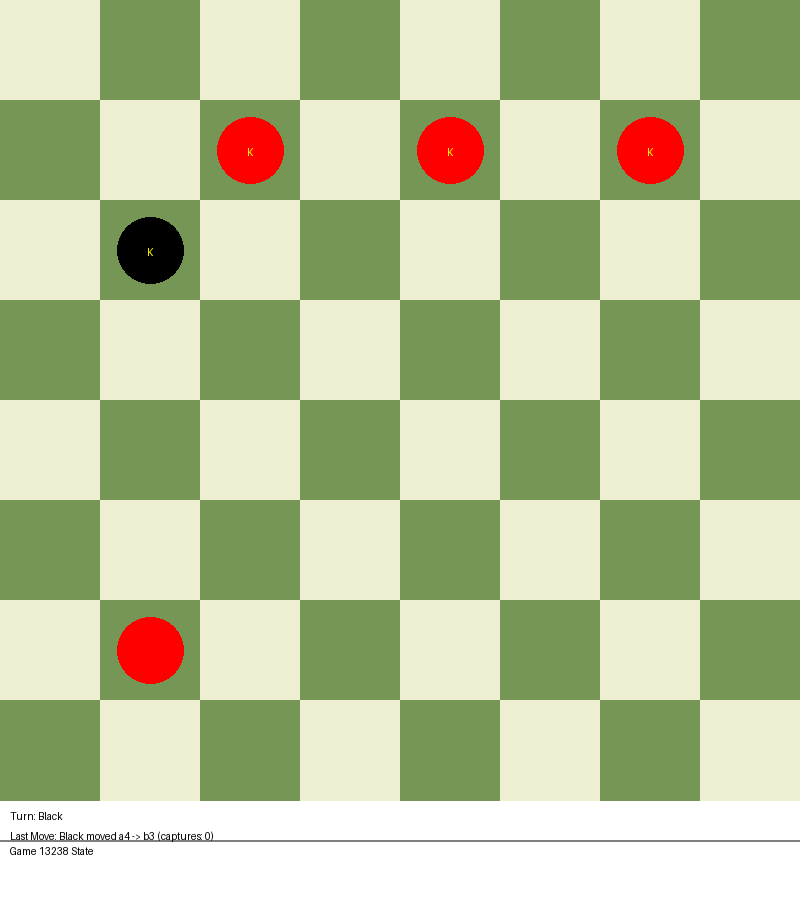 K K K
K
Turn: Black
Last Move: Black moved a4 -> b3 (captures: 0)
Game 13238 State